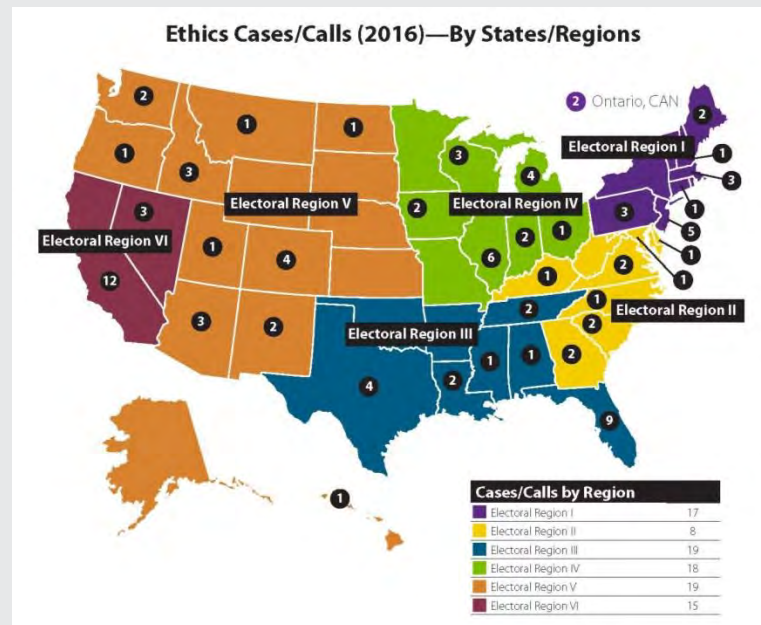 Ethics Cases/Calls (2016)—By States/Regions
2 Ontario, CAN
2
1
1
2
3
Electoral Region I
1
1
3
4
3
3
Electoral Region V
2
Electoral Region IV
1
3
3
5
Electoral Region VI
1
4
6
2
1
2
1
1
12
1
1
Electoral Region II
3
2
2
2
Electoral Region III
1
1
2
4
2
9
1
Cases/Calls by Region
Electoral Region I 17
Electoral Region II 8
Electoral Region III 19
Electoral Region IV 18
Electoral Region V 19
Electoral Region VI 15